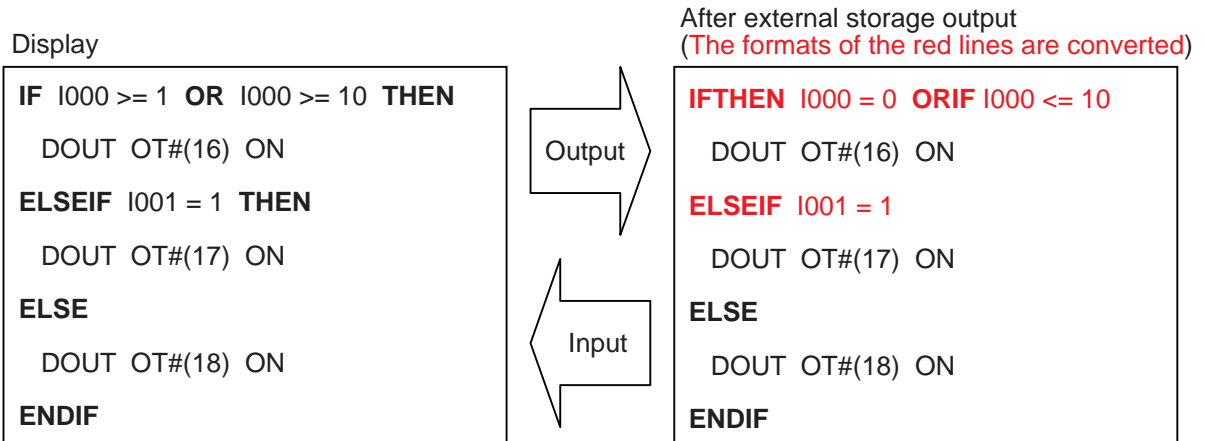 Display
IF I000 >= 1 OR I000 >= 10 THEN
DOUT OT#(16) ON
ELSEIF I001 = 1 THEN
DOUT OT#(17) ON
ELSE
DOUT OT#(18) ON
ENDIF
Output
Input
After external storage output
(The formats of the red lines are converted)
IFTHEN I000 = 0 ORIF I000 <= 10
DOUT OT#(16) ON
ELSEIF I001 = 1
DOUT OT#(17) ON
ELSE
DOUT OT#(18) ON
ENDIF